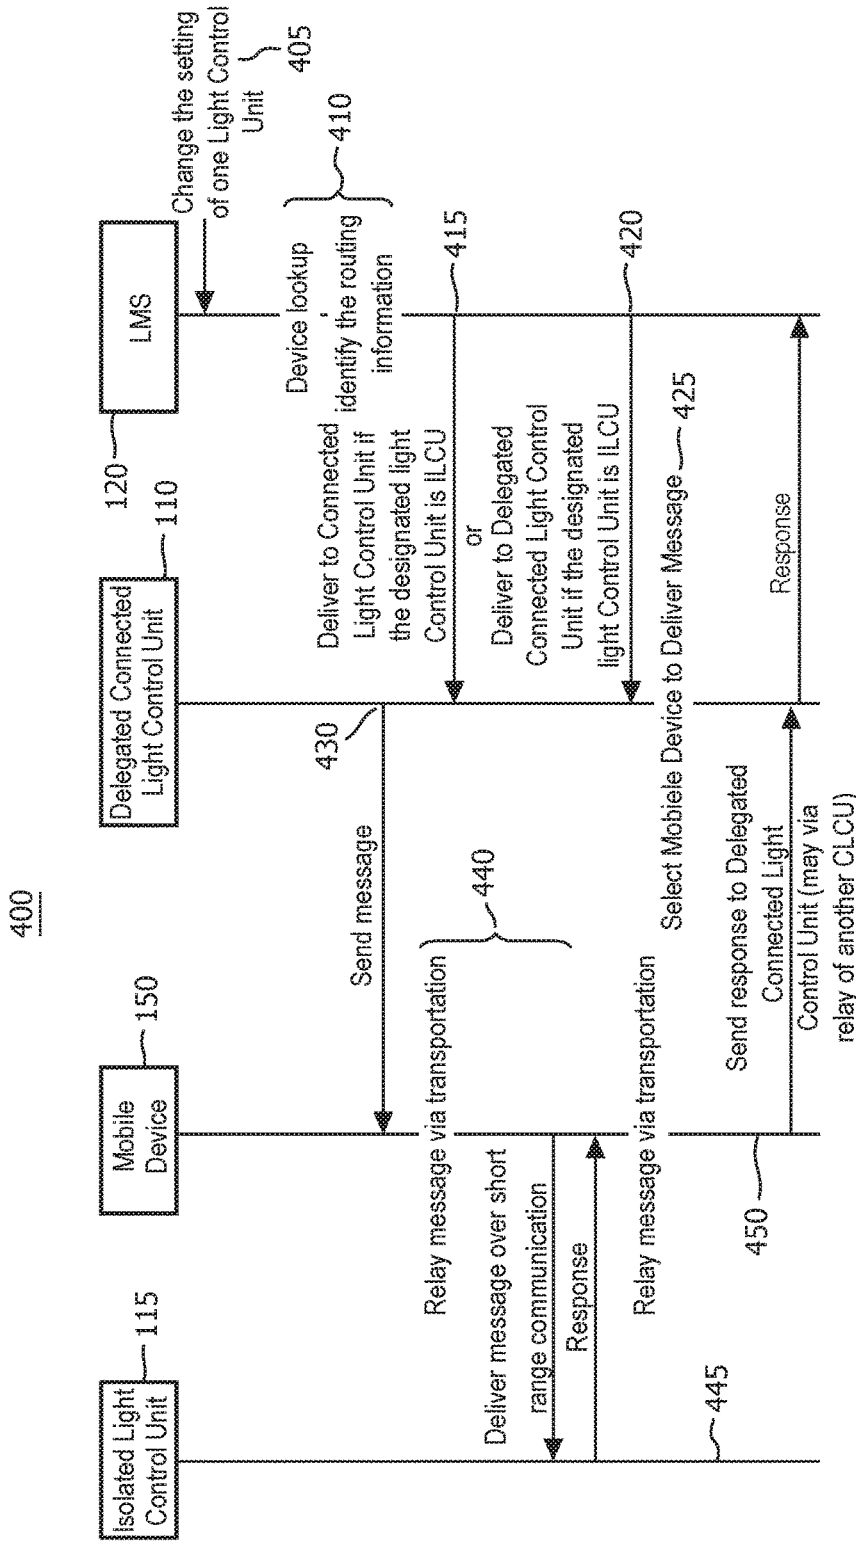 400
Isolated Light
Control Unit
115
Mobile
Device
150
Delegated Connected
Light Control Unit
110
LMS
120
Change the setting
of one Light Control
Unit
405
Device lookup
identify the routing
information
410
Deliver to Connected
Light Control Unit if
the designated light
Control Unit is ILCU
415
or
Deliver to Delegated
Connected Light Control
Unit if the designated
light Control Unit is ILCU
420
Select Mobiele Device to Deliver Message
425
430
Send message
Relay message via transportation
440
Deliver message over short
range communication
Response
445
Relay message via transportation
450
Send response to Delegated
Connected Light
Control Unit (may via
relay of another CLCU)
Response